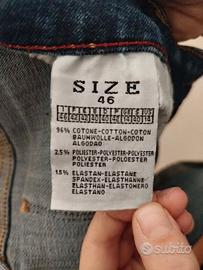 SIZE
46
96% COTONE-COTTON-COTON
BAUMWOLLE-ALGODON
ALGODAO
2.5% POLIESTER-POLYESTER-POLYESTER
POLYESTER-POLOESTER
POLIESTER
1.5% ELASTAN-ELASTANE
SPANDEX-ELASTHANNE
ELASTHAN-ELASTOMERO
ELASTANO
subito